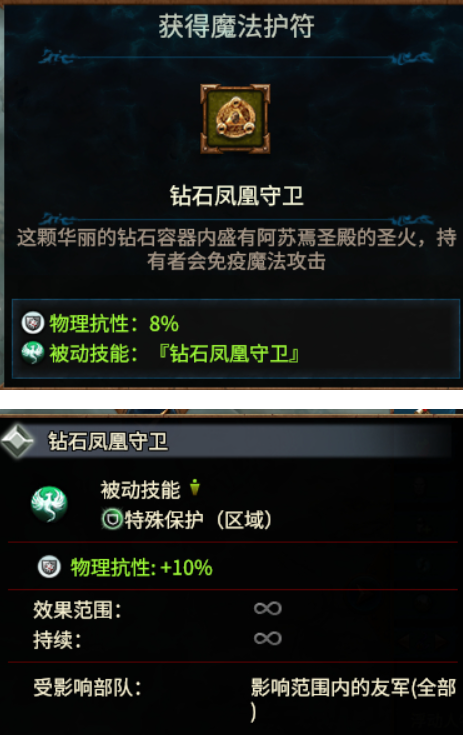 获得魔法护符
钻石凤凰守卫
这颗华丽的钻石容器内盛有阿苏焉圣殿的圣火，持
有者会免疫魔法攻击
物理抗性：8%
被动技能：『钻石凤凰守卫』
钻石凤凰守卫
被动技能
特殊保护（区域）
物理抗性: +10%
效果范围： ∞
持续： ∞
受影响部队： 影响范围内的友军(全部
)